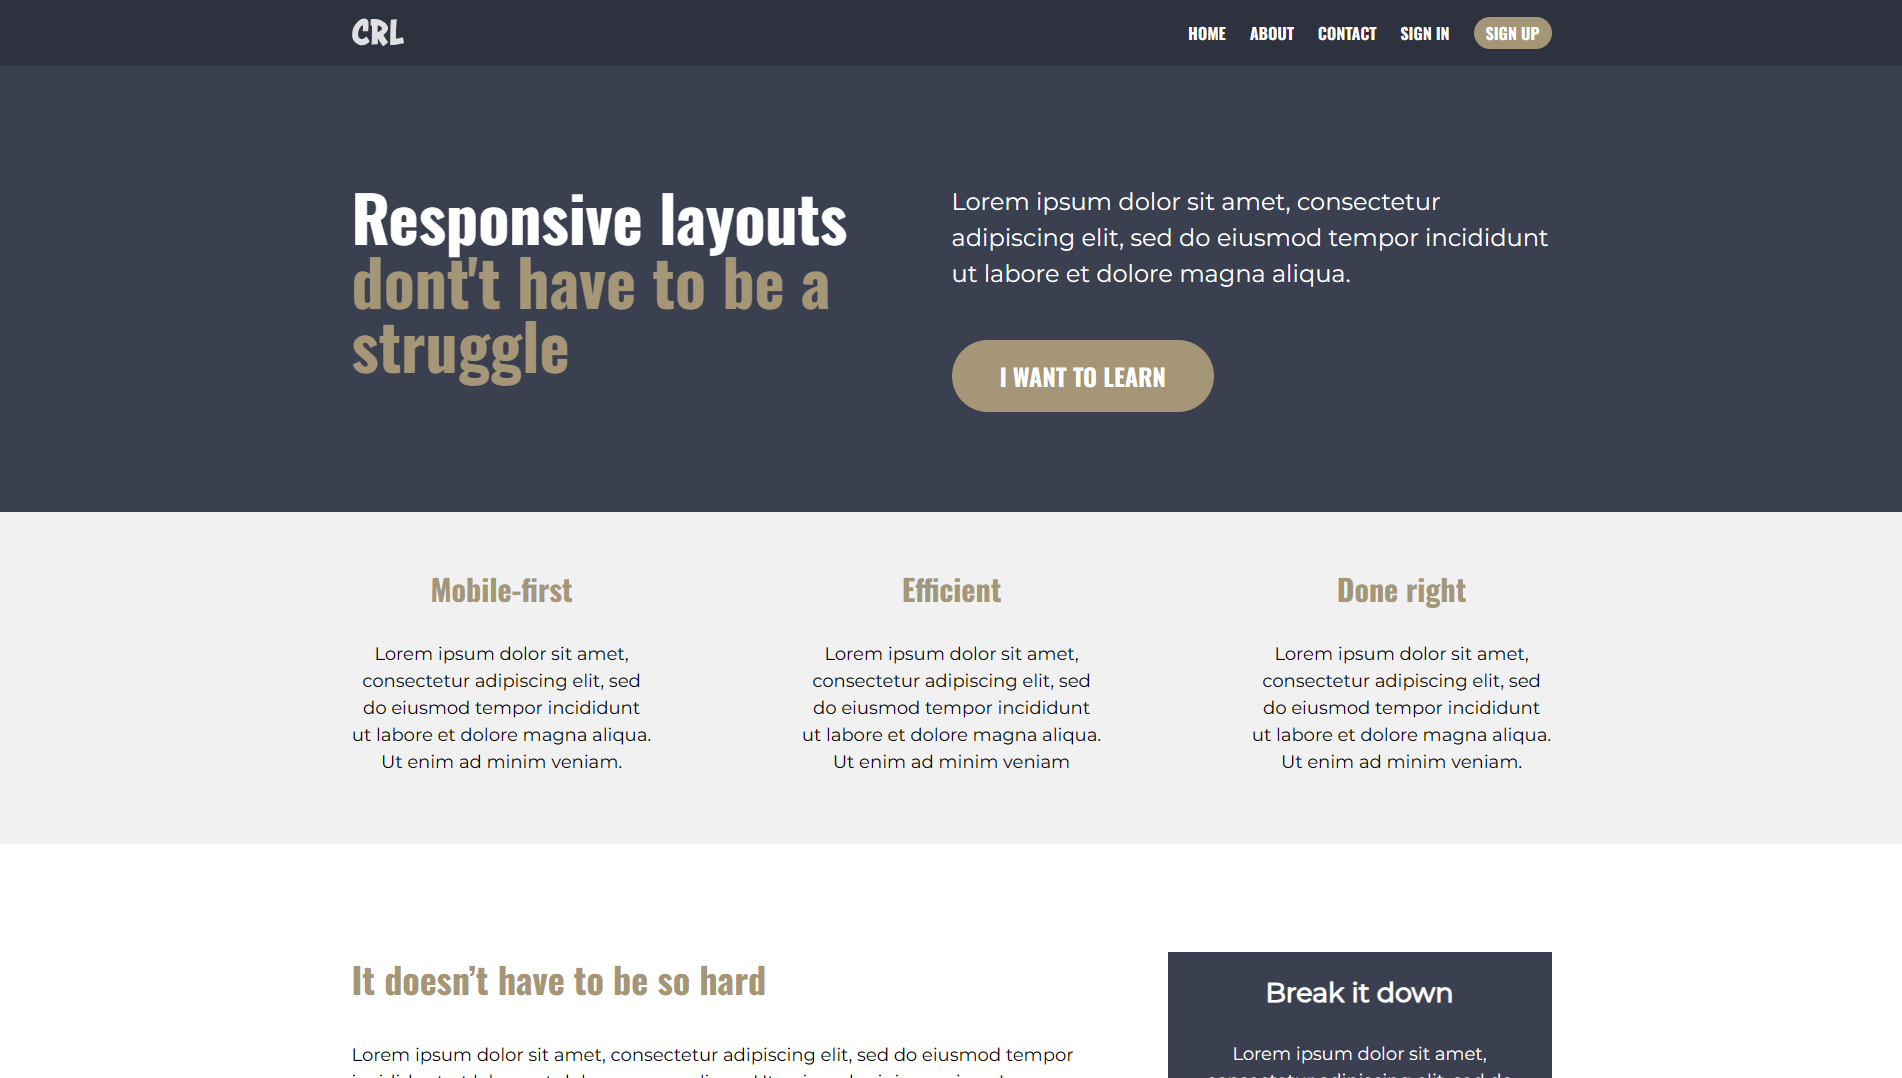 CRL
HOME ABOUT CONTACT SIGN IN SIGN UP
Responsive layouts
dont't have to be a
struggle
Lorem ipsum dolor sit amet, consectetur
adipiscing elit, sed do eiusmod tempor incididunt
ut labore et dolore magna aliqua.
I WANT TO LEARN
Mobile-first
Lorem ipsum dolor sit amet,
consectetur adipiscing elit, sed
do eiusmod tempor incididunt
ut labore et dolore magna aliqua.
Ut enim ad minim veniam.
Efficient
Lorem ipsum dolor sit amet,
consectetur adipiscing elit, sed
do eiusmod tempor incididunt
ut labore et dolore magna aliqua.
Ut enim ad minim veniam
Done right
Lorem ipsum dolor sit amet,
consectetur adipiscing elit, sed
do eiusmod tempor incididunt
ut labore et dolore magna aliqua.
Ut enim ad minim veniam.
It doesn’t have to be so hard
Lorem ipsum dolor sit amet, consectetur adipiscing elit, sed do eiusmod tempor
Break it down
Lorem ipsum dolor sit amet,